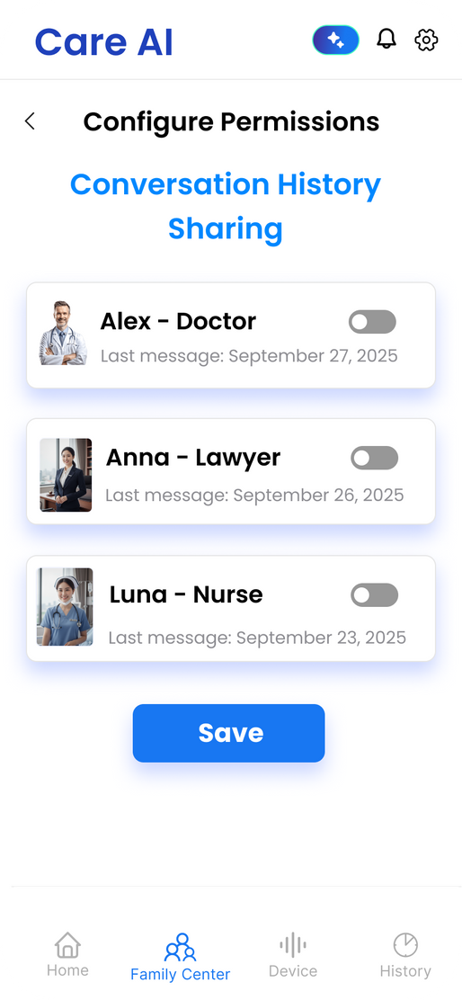 Care AI
Configure Permissions
Conversation History
Sharing
Alex - Doctor
Last message: September 27, 2025
Anna - Lawyer
Last message: September 26, 2025
Luna - Nurse
Last message: September 23, 2025
Save
Home
Family Center
Device
History